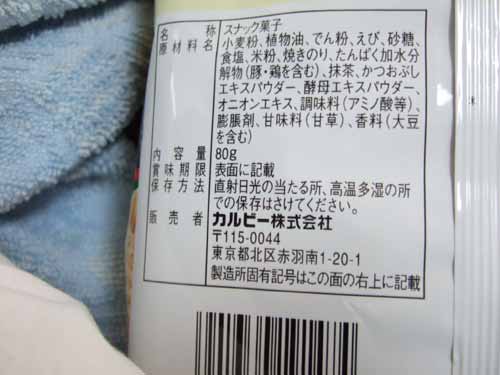 名称 スナック菓子
原材料名 小麦粉、植物油、でん粉、えび、砂糖、
食塩、米粉、焼きのり、たんぱく加水分
解物(豚・鶏を含む)、抹茶、かつおぶし
エキスパウダー、酵母エキスパウダー、
オニオンエキス、調味料(アミノ酸等)、
膨脹剤、甘味料(甘草)、香料(大豆
を含む)
内容量 80g
賞味期限 表面に記載
保存方法 直射日光の当たる所、高温多湿の所
での保存はさけてください。
販売者 カルビー株式会社
〒115-0044
東京都北区赤羽南1-20-1
製造所固有記号はこの面の右上に記載